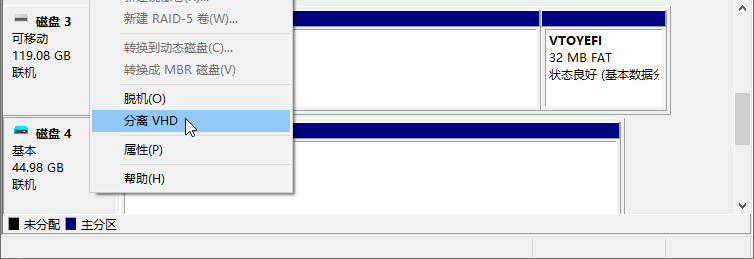 磁盘 3
可移动
119.08 GB
联机
新建 RAID-5 卷(W)...
转换到动态磁盘(C)...
转换成 MBR 磁盘(V)
脱机(O)
分离 VHD
属性(P)
帮助(H)
VTOYEFI
32 MB FAT
状态良好 (基本数据分
磁盘 4
基本
44.98 GB
联机
未分配
主分区